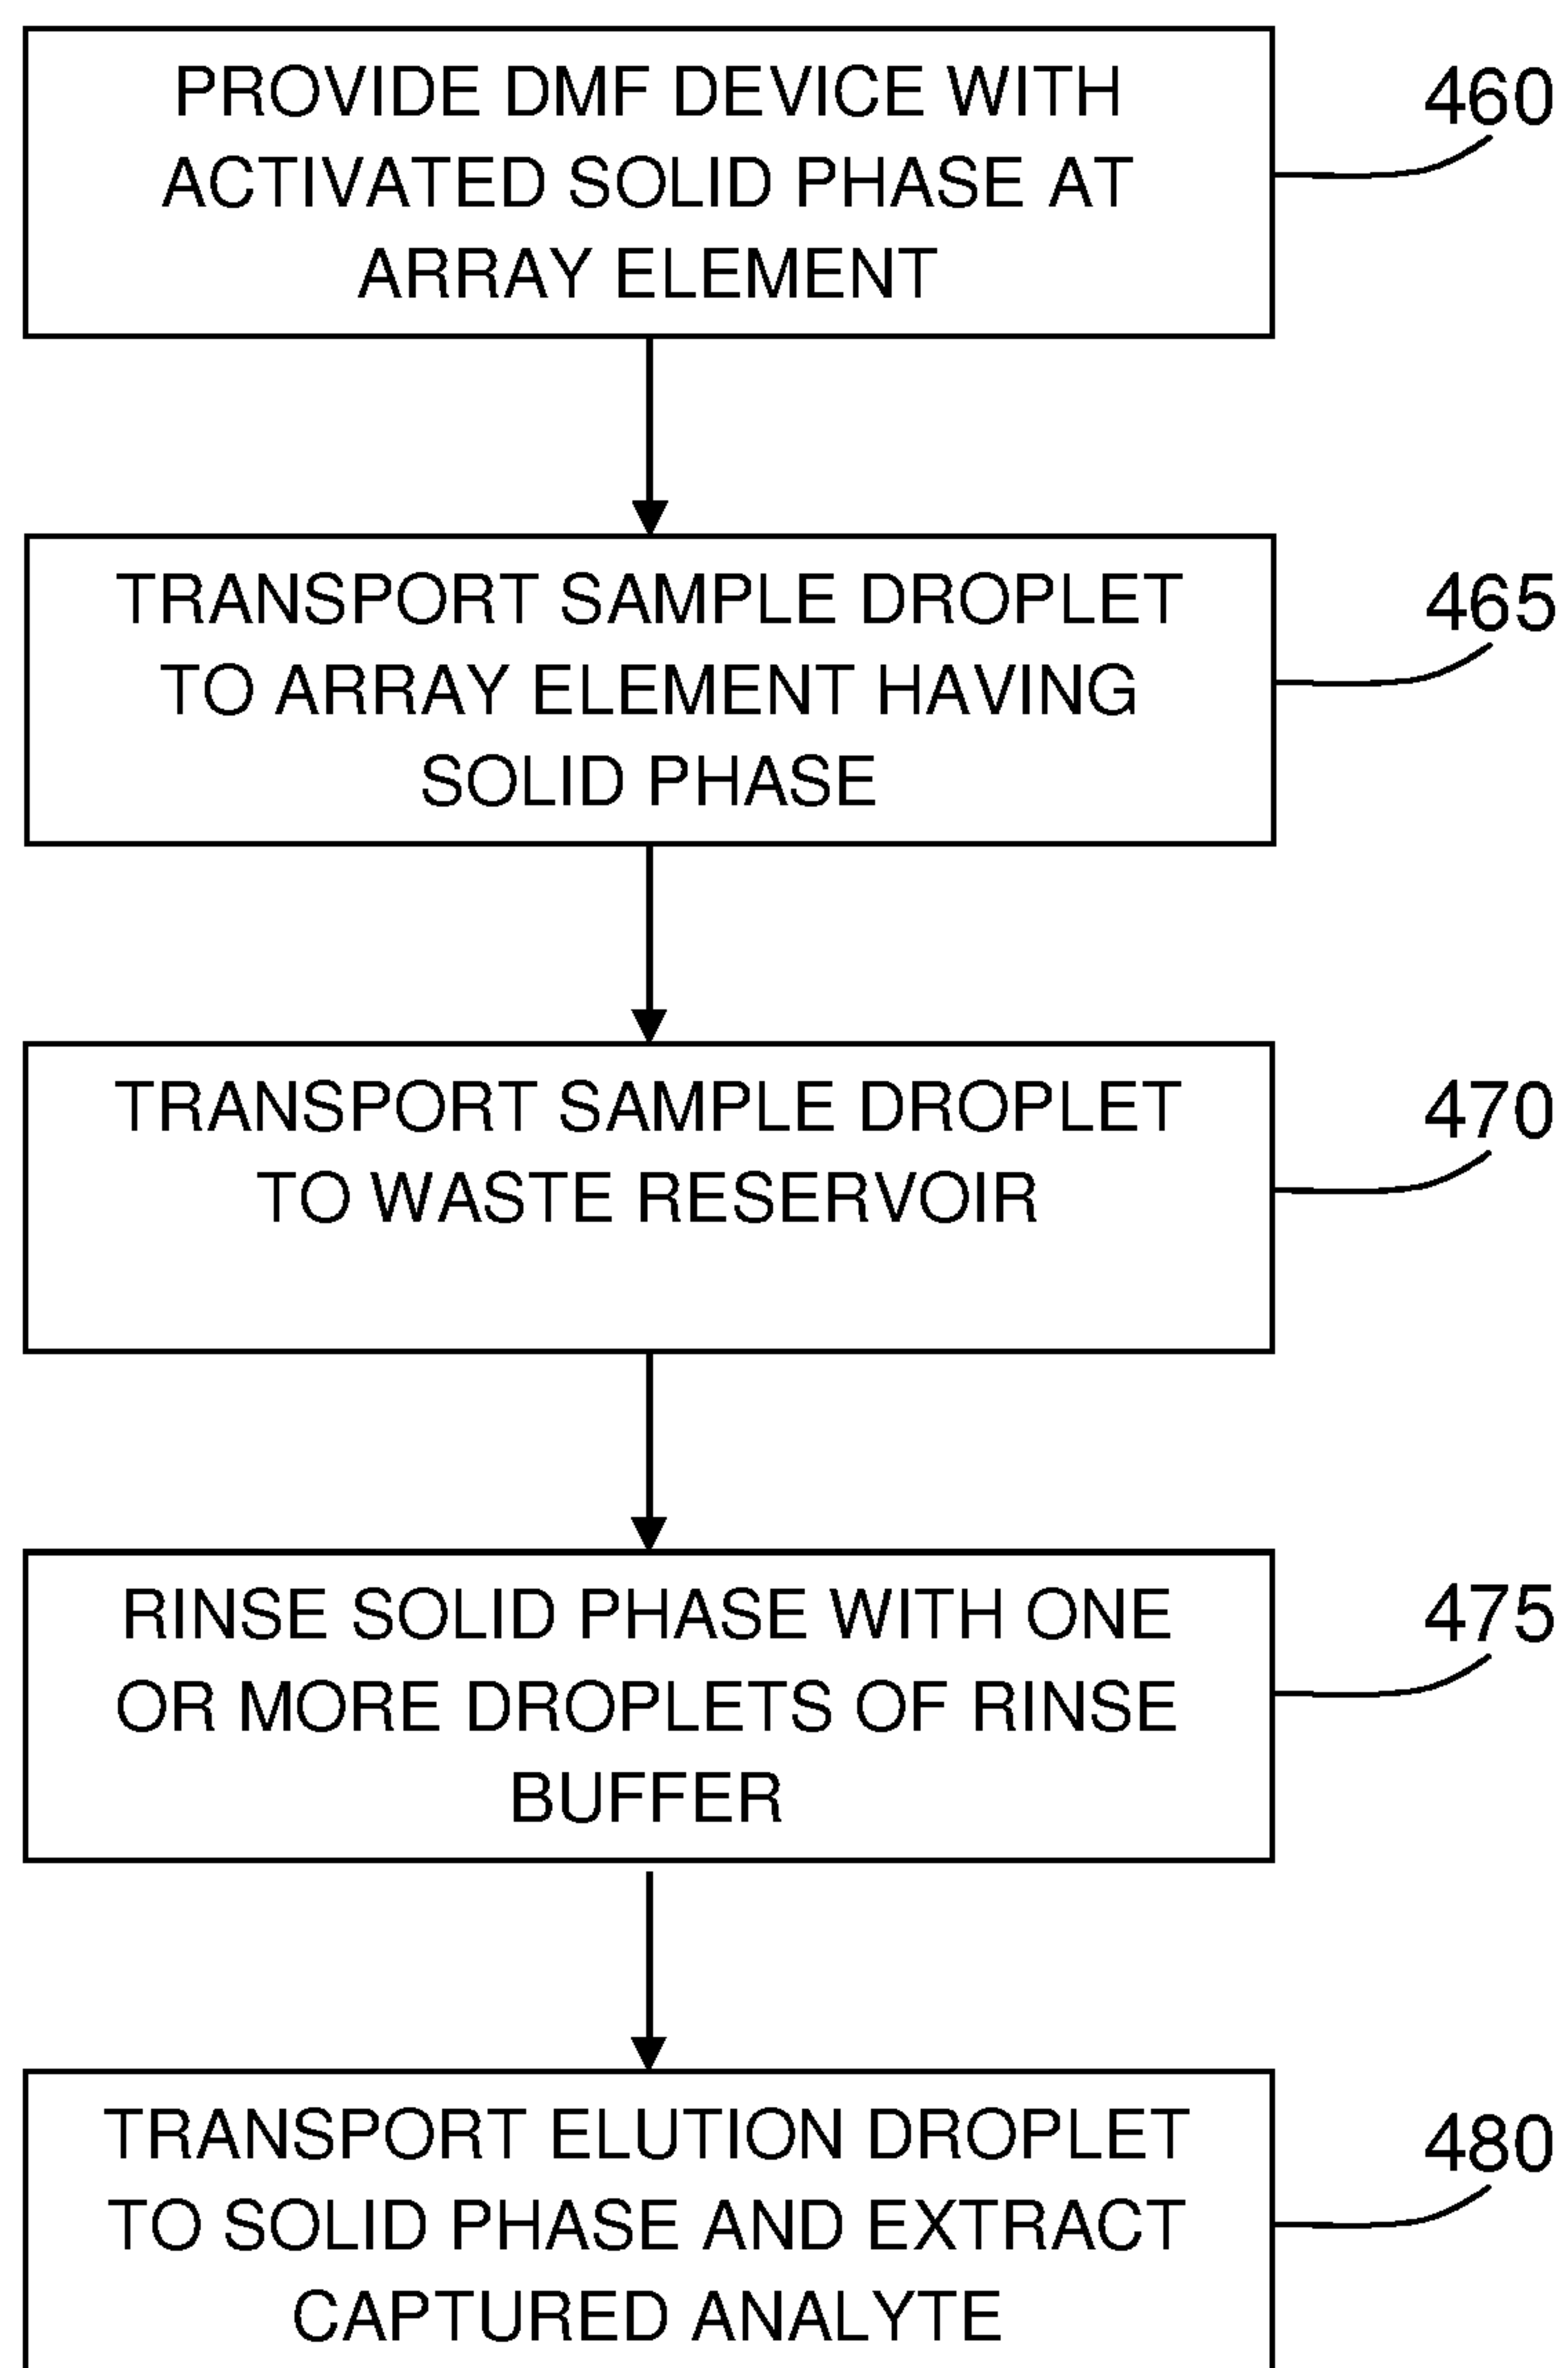 PROVIDE DMF DEVICE WITH
ACTIVATED SOLID PHASE AT
ARRAY ELEMENT
460
TRANSPORT SAMPLE DROPLET
TO ARRAY ELEMENT HAVING
SOLID PHASE
465
TRANSPORT SAMPLE DROPLET
TO WASTE RESERVOIR
470
RINSE SOLID PHASE WITH ONE
OR MORE DROPLETS OF RINSE
BUFFER
475
TRANSPORT ELUTION DROPLET
TO SOLID PHASE AND EXTRACT
CAPTURED ANALYTE
480